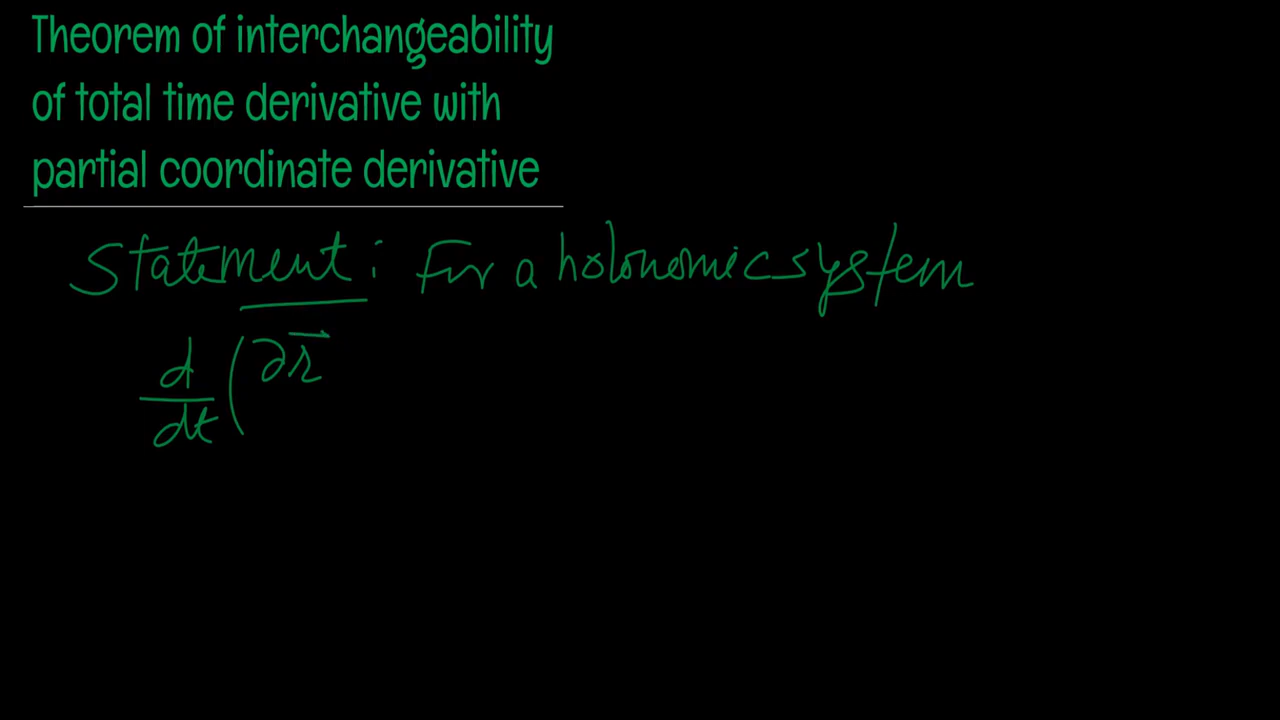 Theorem of interchangeability
of total time derivative with
partial coordinate derivative
Statement : For a holonomic system
d/dt (∂r⃗